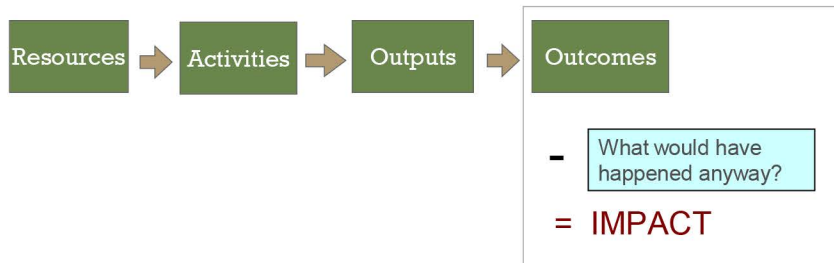 Resources
Activities
Outputs
Outcomes
- What would have
happened anyway?
= IMPACT